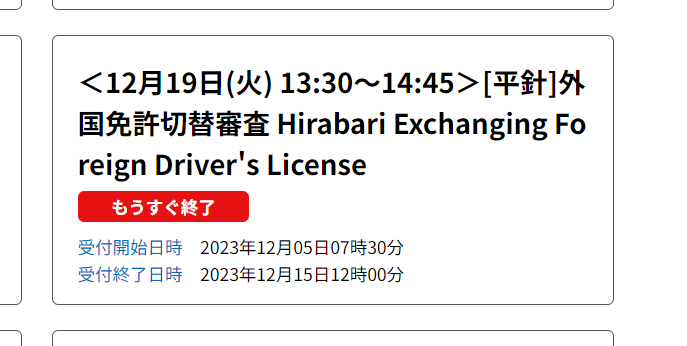 ＜12月19日(火) 13:30～14:45＞[平針]外
国免許切替審査 Hirabari Exchanging Fo
reign Driver's License
もうすぐ終了
受付開始日時 2023年12月05日07時30分
受付終了日時 2023年12月15日12時00分